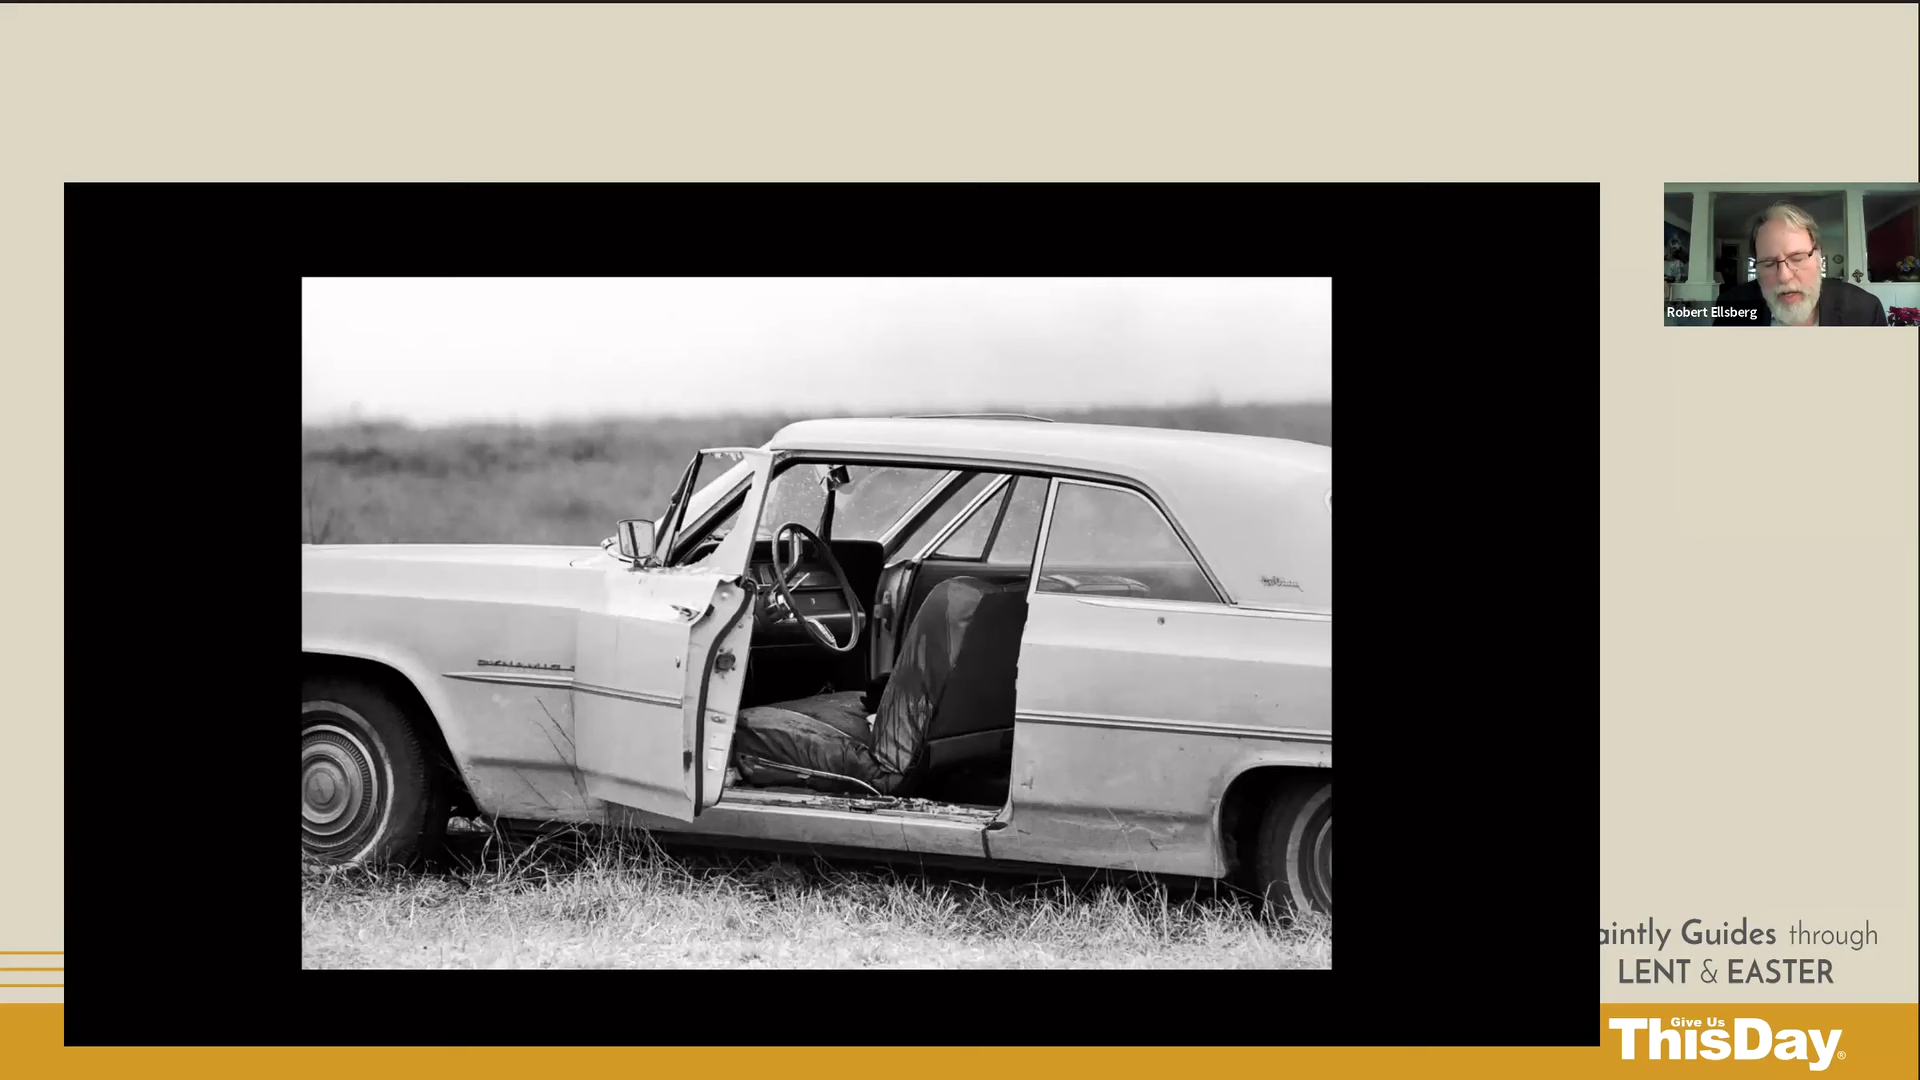 Robert Ellsberg
aintly Guides through
LENT & EASTER
Give Us
ThisDay®